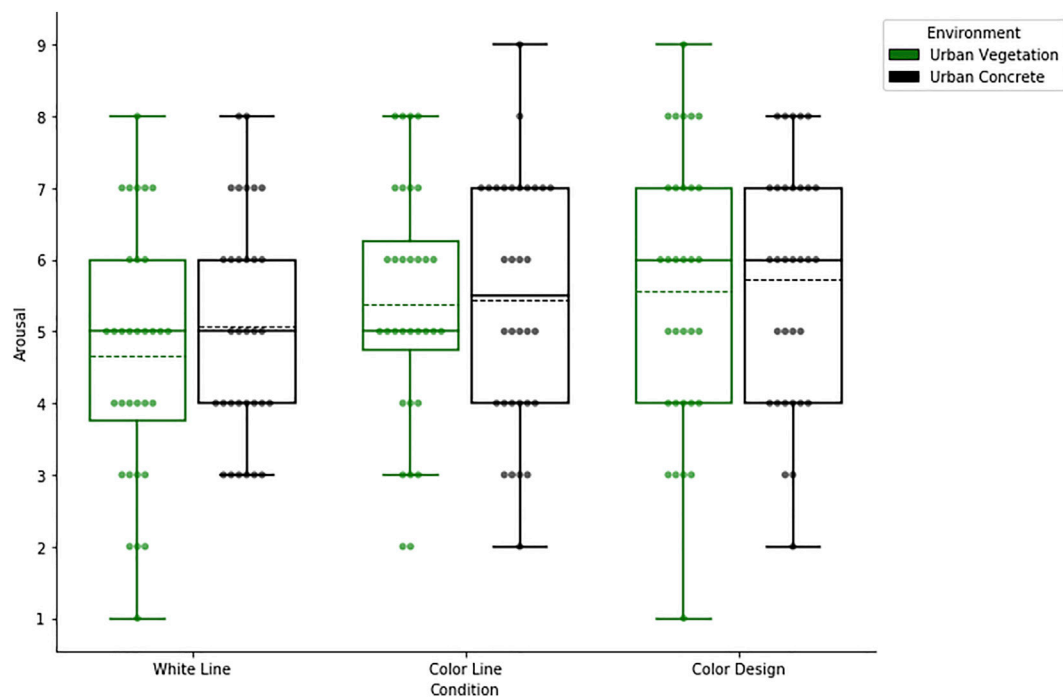 Environment
Urban Vegetation
Urban Concrete
9
8
7
6
5
4
3
2
1
Arousal
White Line
Color Line
Color Design
Condition